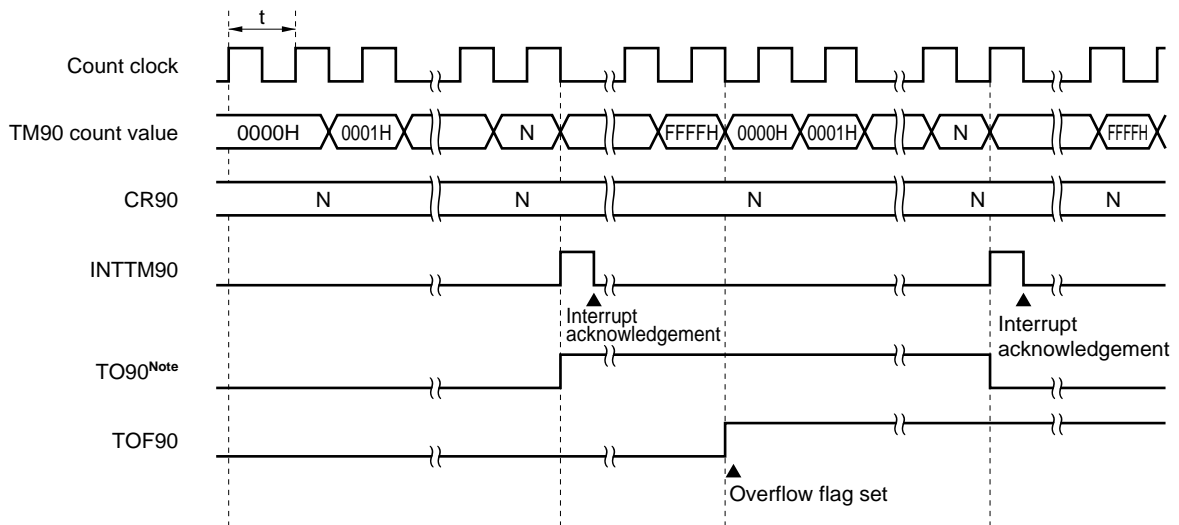 t
Count clock
TM90 count value 0000H 0001H N FFFFH 0000H 0001H N FFFFH
CR90 N N N N N
INTTM90
Interrupt
acknowledgement
Interrupt
acknowledgement
TO90Note
TOF90
Overflow flag set